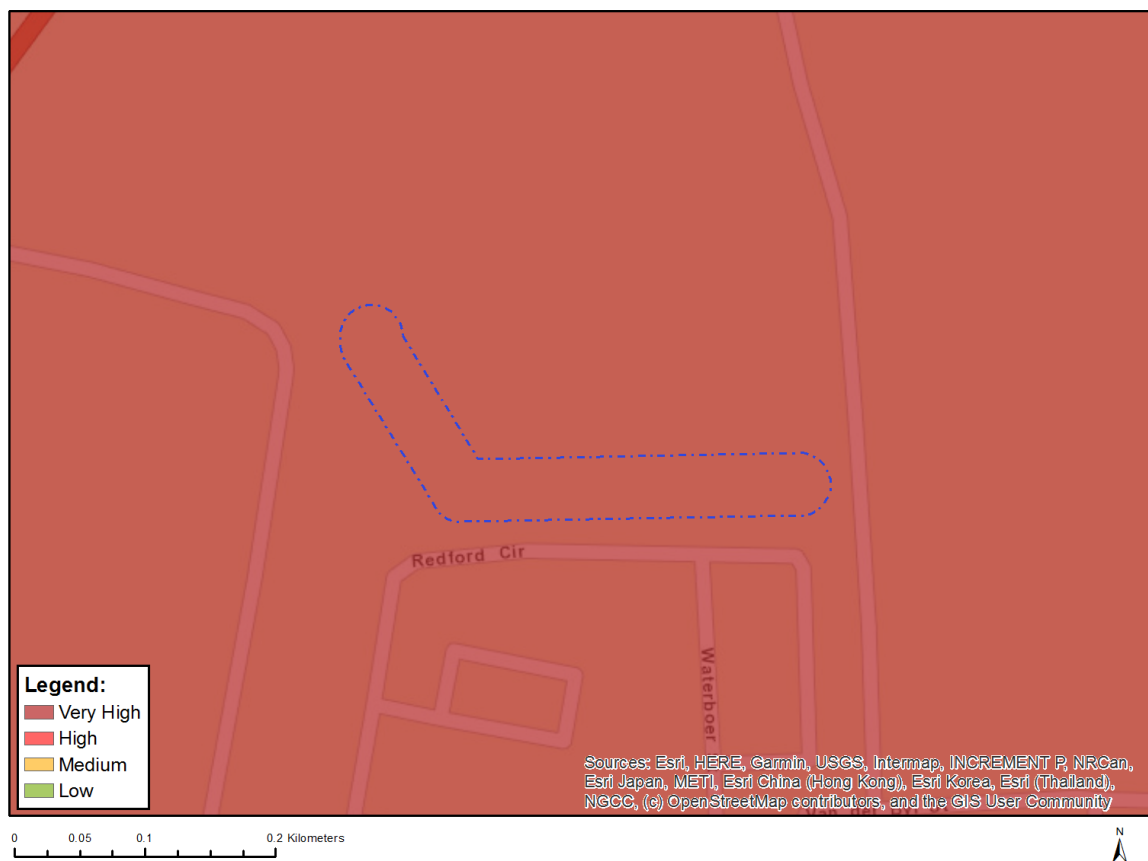 Redford Cir
Waterboer
Legend:
Very High
High
Medium
Low
Sources: Esri, HERE, Garmin, USGS, Intermap, INCREMENT P, NRCan,
Esri Japan, METI, Esri China (Hong Kong), Esri Korea, Esri (Thailand),
NGCC, (c) OpenStreetMap contributors, and the GIS User Community
0 0.05 0.1 0.2 Kilometers
N